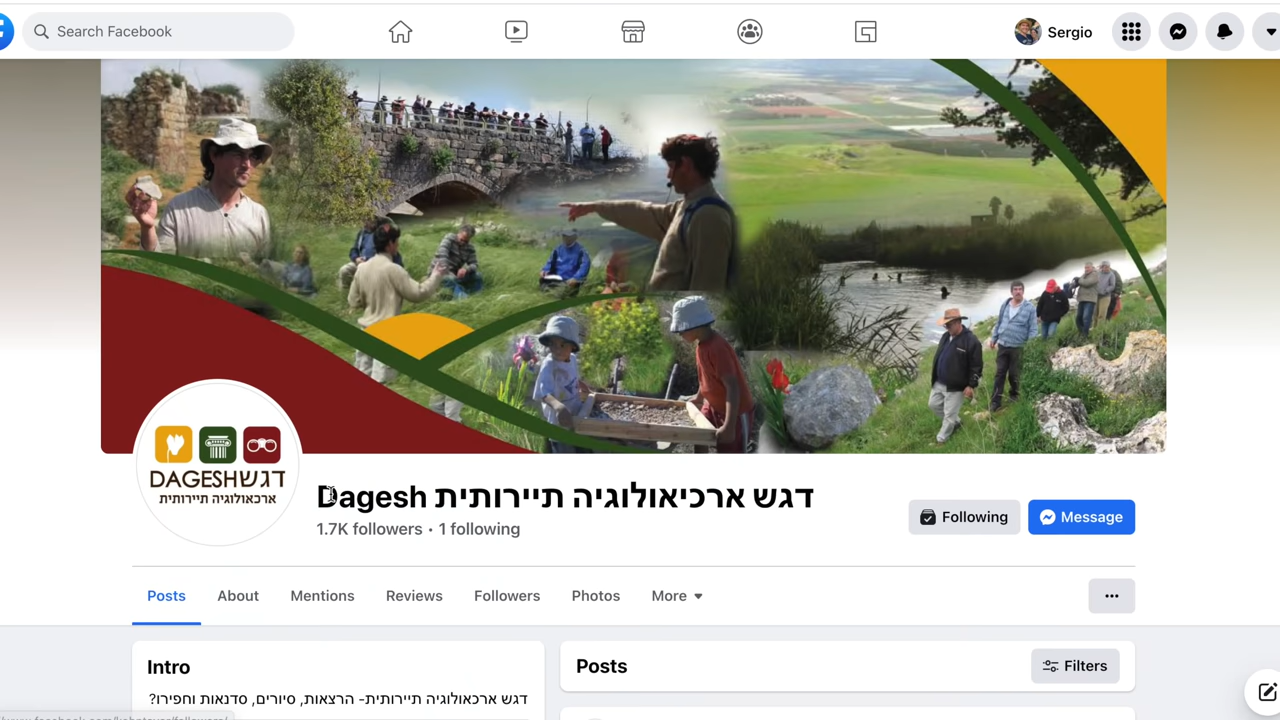 Search Facebook
Sergio
DAGESHדגש
ארכאולוגיה תיירותית
Dagesh דגש ארכיאולוגיה תיירותית
1.7K followers • 1 following
Following
Message
Posts
About
Mentions
Reviews
Followers
Photos
More
Intro
Posts
Filters
דגש ארכאולוגיה תיירותית- הרצאות, סיורים, סדנאות וחפירו?